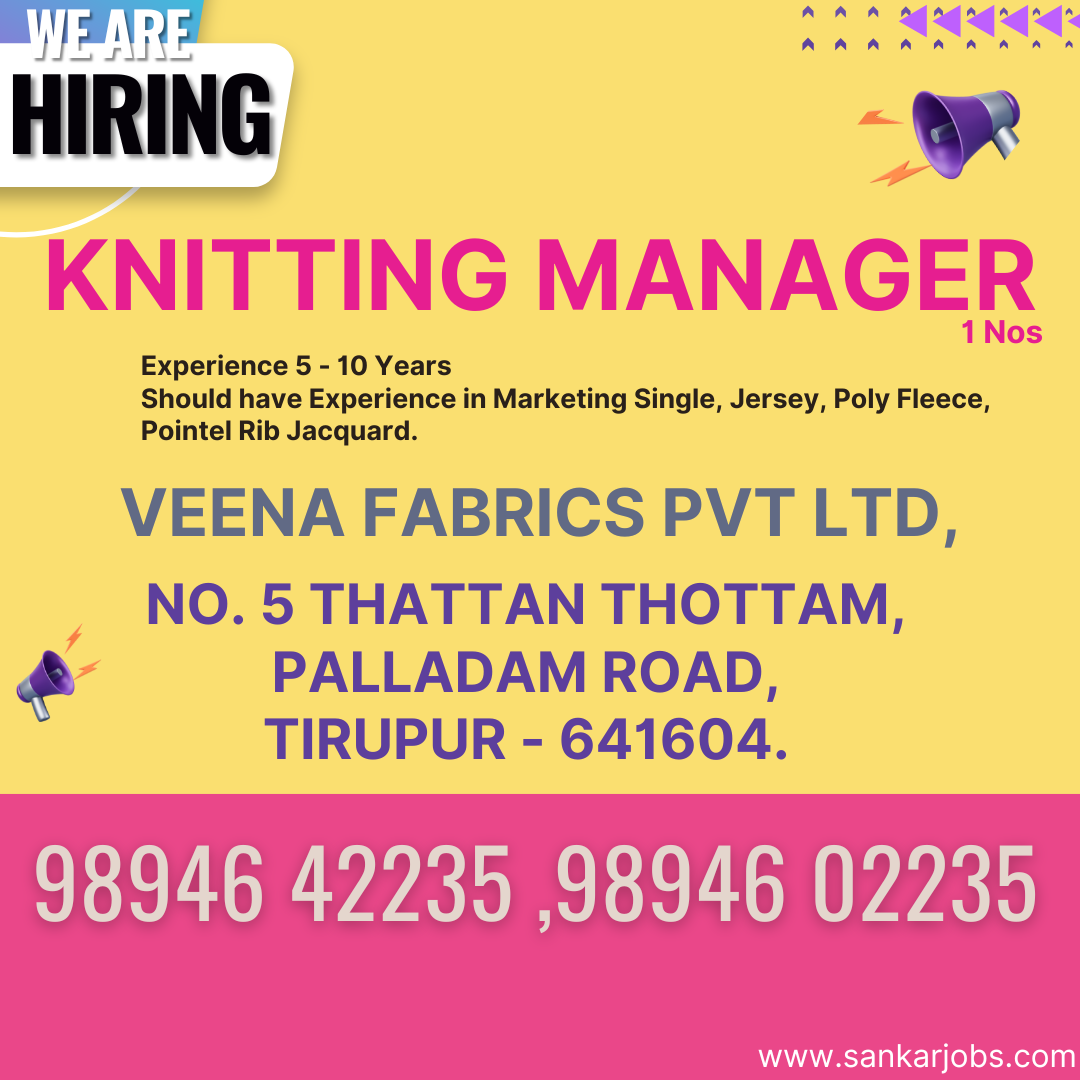 WE ARE
HIRING
KNITTING MANAGER
1 Nos
Experience 5 - 10 Years
Should have Experience in Marketing Single, Jersey, Poly Fleece,
Pointel Rib Jacquard.
VEENA FABRICS PVT LTD,
NO. 5 THATTAN THOTTAM,
PALLADAM ROAD,
TIRUPUR - 641604.
98946 42235 ,98946 02235
www.sankarjobs.com